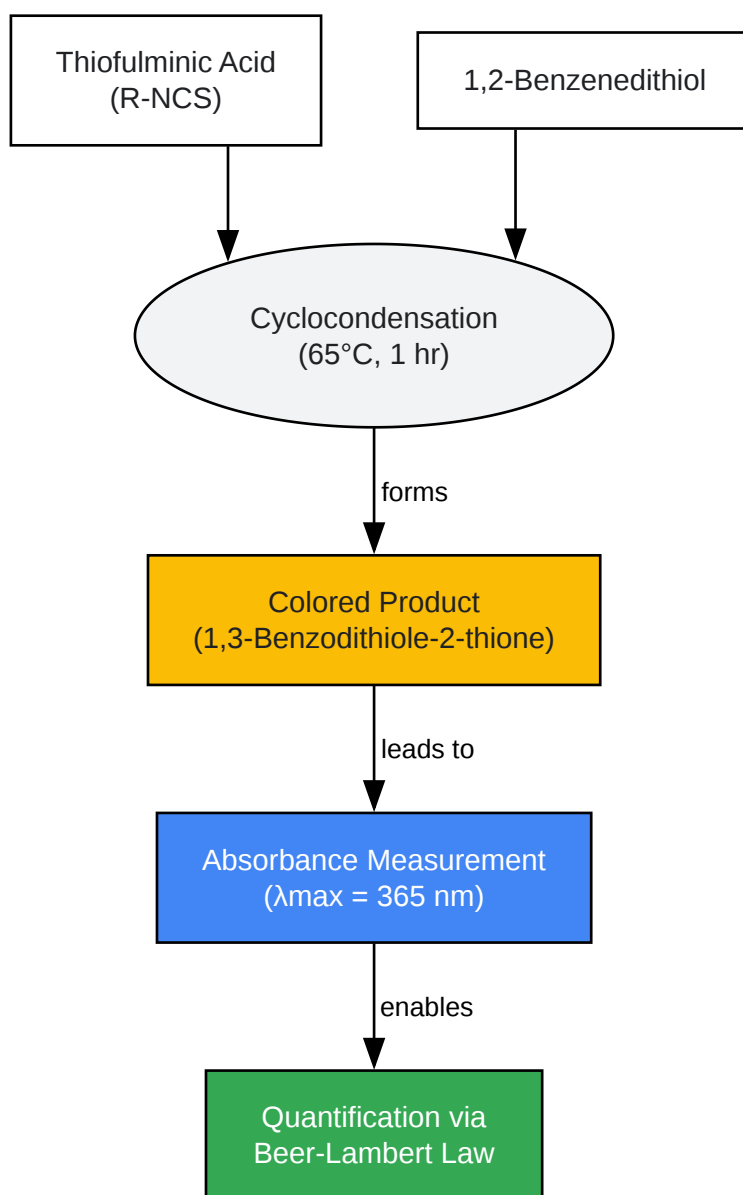 Thiofulminic Acid
(R-NCS)
1,2-Benzenedithiol
Cyclocondensation
(65°C, 1 hr)
forms
Colored Product
(1,3-Benzodithiole-2-thione)
leads to
Absorbance Measurement
(λmax = 365 nm)
enables
Quantification via
Beer-Lambert Law